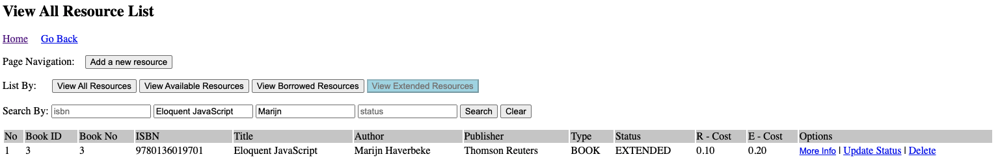 View All Resource List
Home Go Back
Page Navigation: Add a new resource
List By: View All Resources View Available Resources View Borrowed Resources View Extended Resources
Search By: isbn Eloquent JavaScript Marijn status Search Clear
No Book ID Book No ISBN Title Author Publisher Type Status R - Cost E - Cost Options
1 3 3 9780136019701 Eloquent JavaScript Marijn Haverbeke Thomson Reuters BOOK EXTENDED 0.10 0.20 More Info | Update Status | Delete